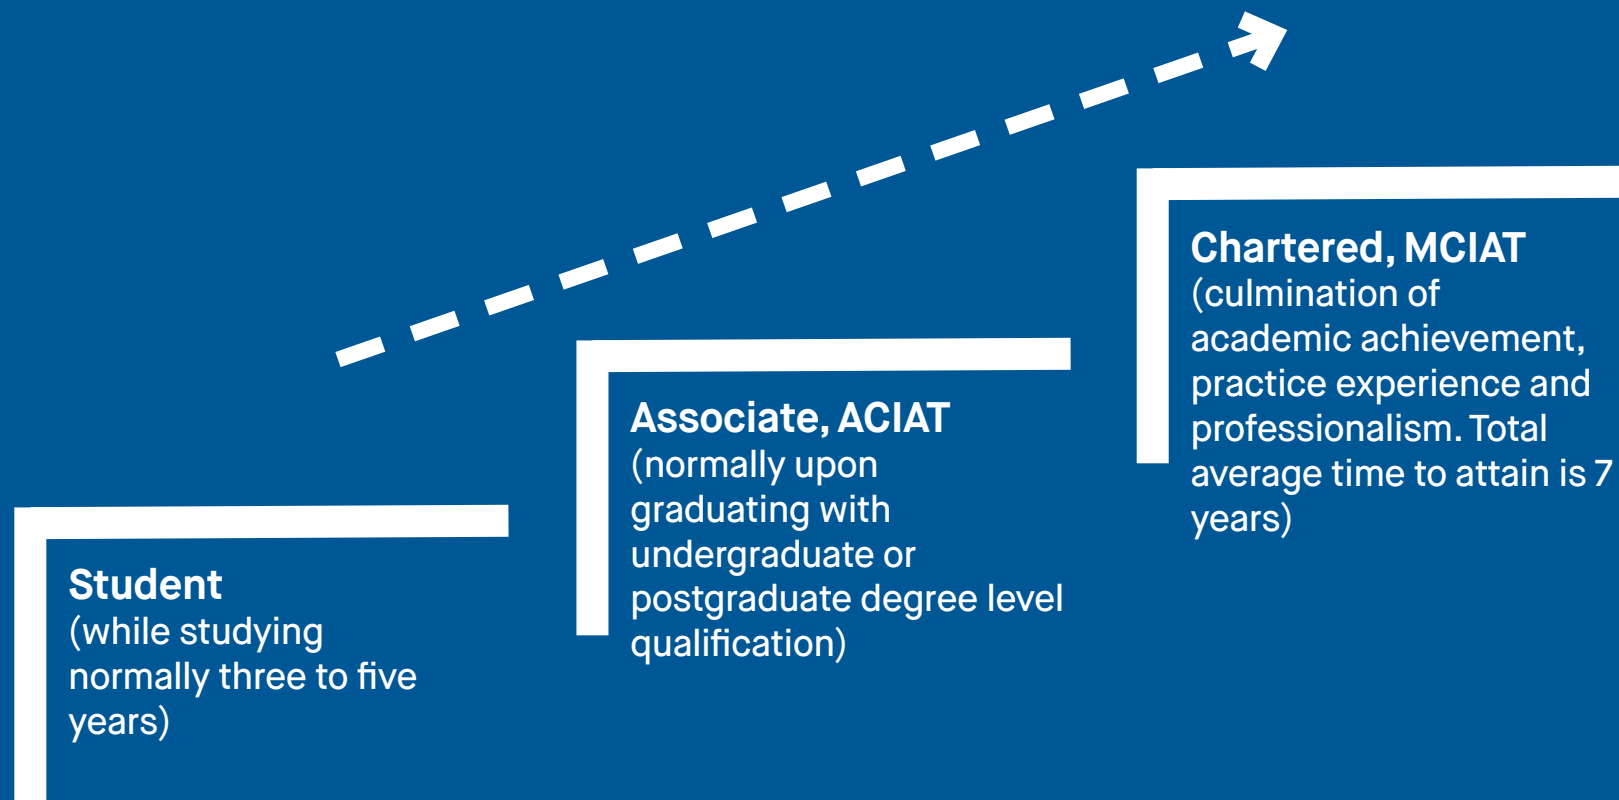 Student
(while studying
normally three to five
years)
Associate, ACIAT
(normally upon
graduating with
undergraduate or
postgraduate degree level
qualification)
Chartered, MCIAT
(culmination of
academic achievement,
practice experience and
professionalism. Total
average time to attain is 7
years)